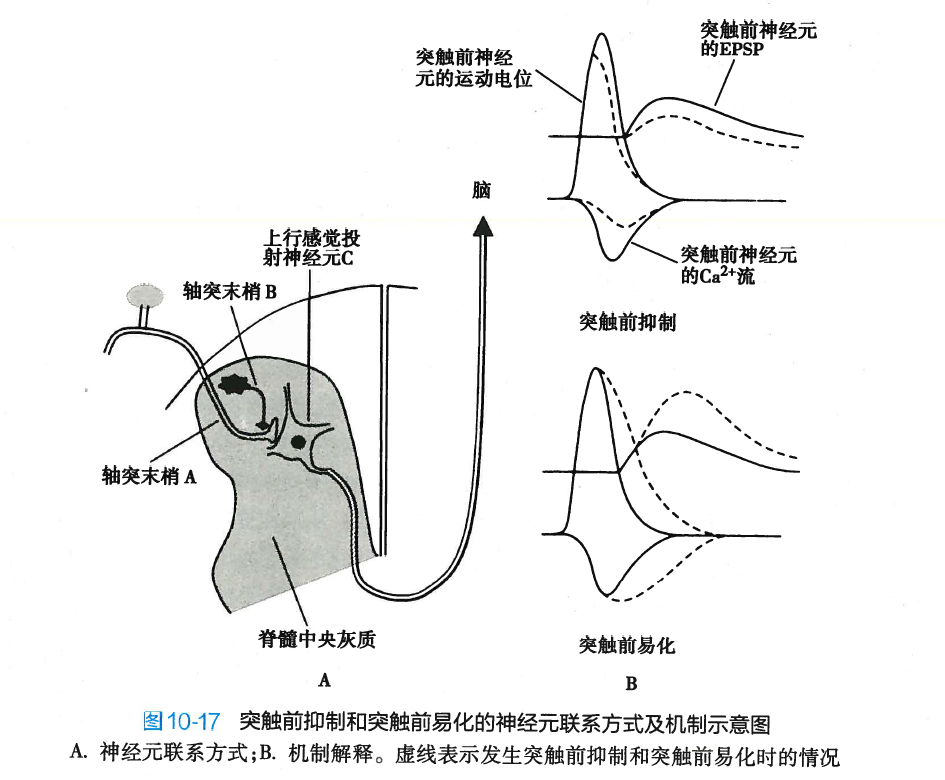 突触前神经
元的运动电位
突触前神经元
的EPSP
脑
上行感觉投
射神经元C
轴突末梢 B
突触前神经元
的Ca²⁺流
突触前抑制
轴突末梢 A
脊髓中央灰质
突触前易化
A
B
图10-17 突触前抑制和突触前易化的神经元联系方式及机制示意图
A. 神经元联系方式;B. 机制解释。虚线表示发生突触前抑制和突触前易化时的情况